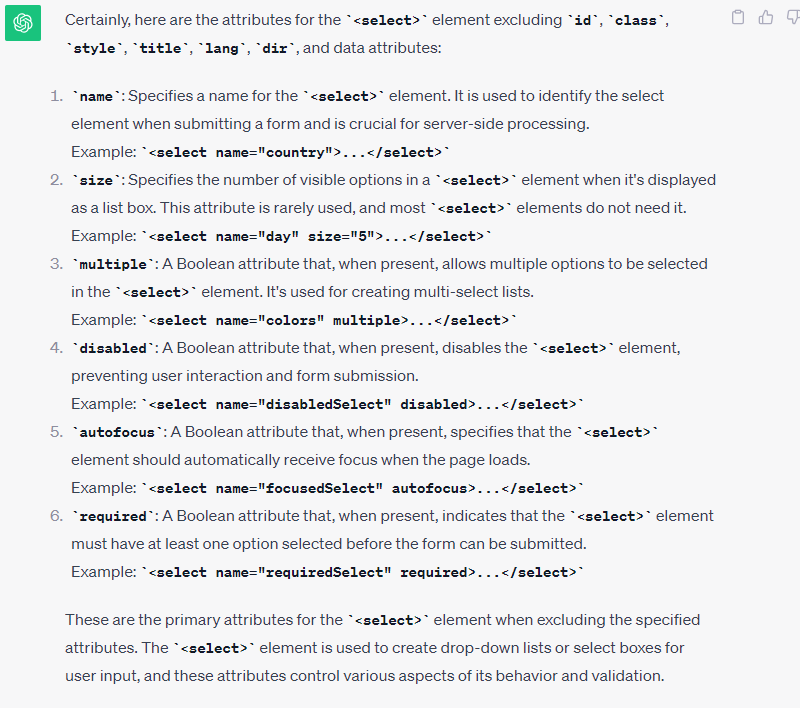 Certainly, here are the attributes for the `<select>` element excluding `id`, `class`,
`style`, `title`, `lang`, `dir`, and data attributes:
1. `name`: Specifies a name for the `<select>` element. It is used to identify the select
element when submitting a form and is crucial for server-side processing.
Example: `<select name="country">...</select>`
2. `size`: Specifies the number of visible options in a `<select>` element when it's displayed
as a list box. This attribute is rarely used, and most `<select>` elements do not need it.
Example: `<select name="day" size="5">...</select>`
3. `multiple`: A Boolean attribute that, when present, allows multiple options to be selected
in the `<select>` element. It's used for creating multi-select lists.
Example: `<select name="colors" multiple>...</select>`
4. `disabled`: A Boolean attribute that, when present, disables the `<select>` element,
preventing user interaction and form submission.
Example: `<select name="disabledSelect" disabled>...</select>`
5. `autofocus`: A Boolean attribute that, when present, specifies that the `<select>`
element should automatically receive focus when the page loads.
Example: `<select name="focusedSelect" autofocus>...</select>`
6. `required`: A Boolean attribute that, when present, indicates that the `<select>` element
must have at least one option selected before the form can be submitted.
Example: `<select name="requiredSelect" required>...</select>`
These are the primary attributes for the `<select>` element when excluding the specified
attributes. The `<select>` element is used to create drop-down lists or select boxes for
user input, and these attributes control various aspects of its behavior and validation.